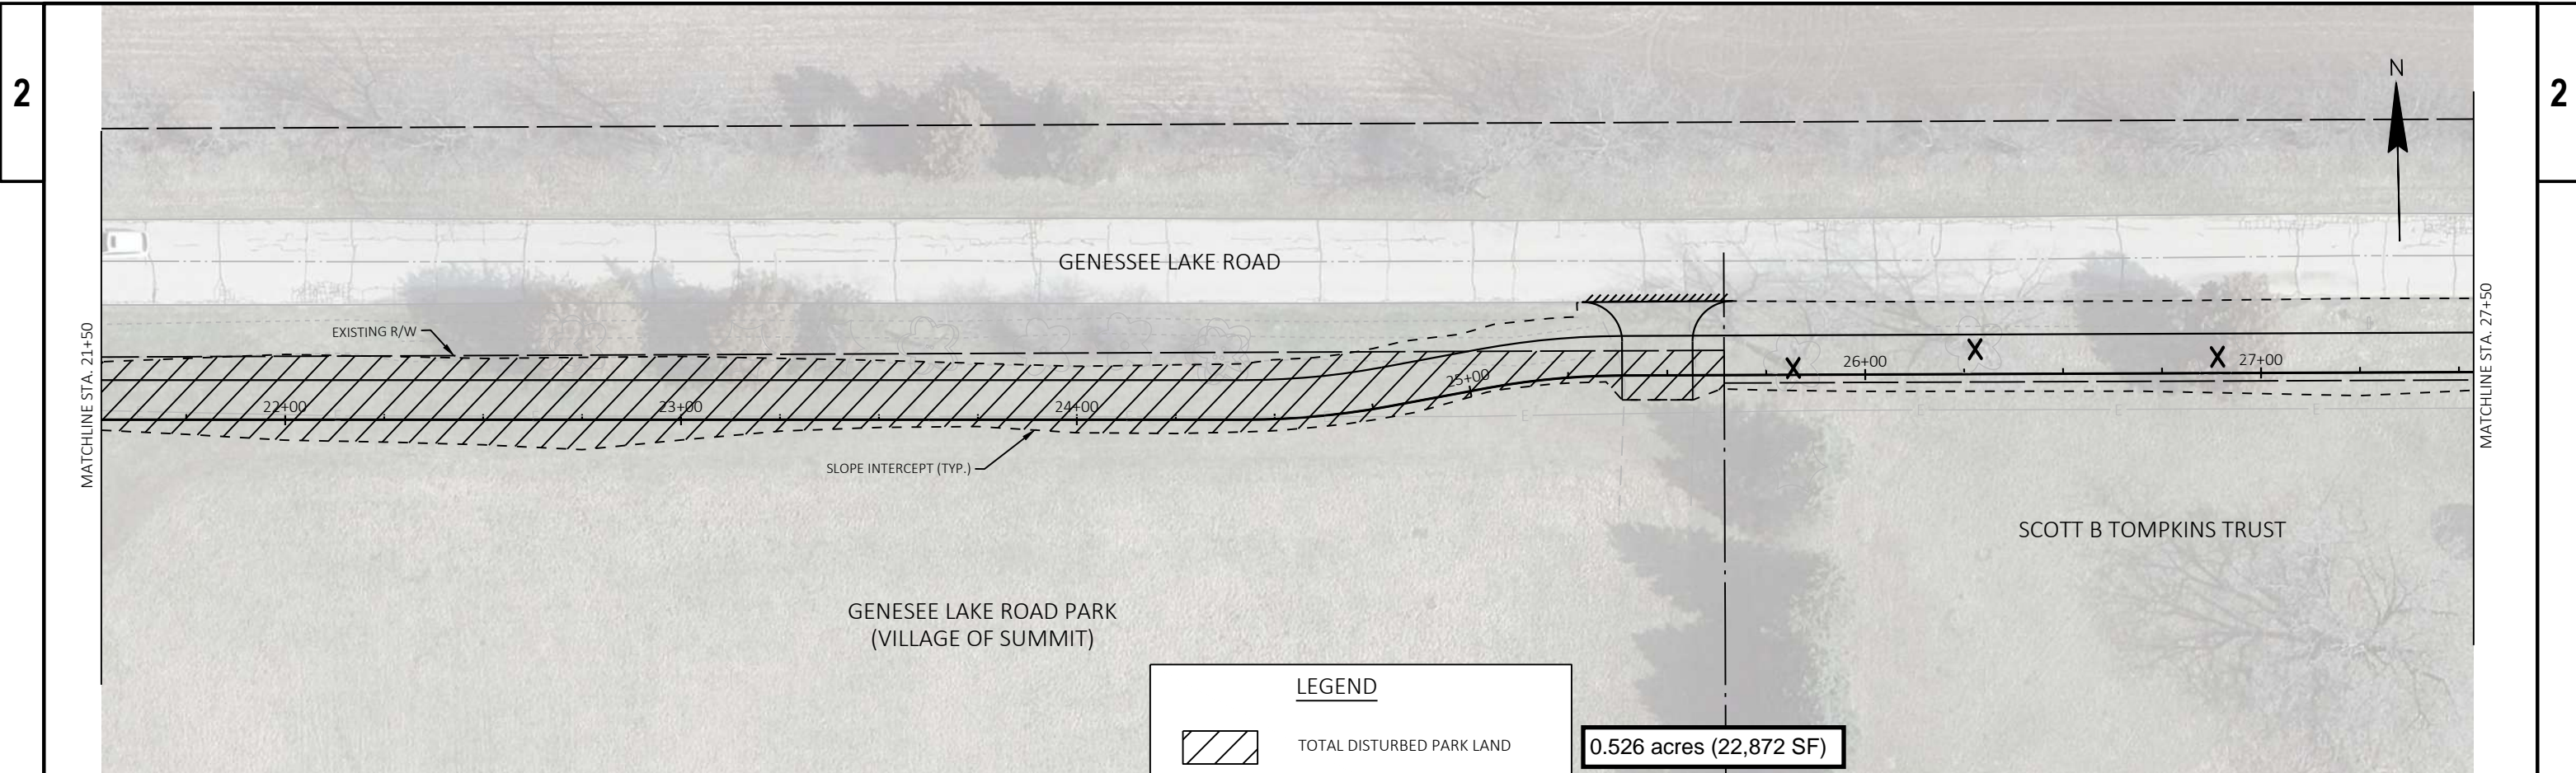 2
2
N
GENESSEE LAKE ROAD
EXISTING R/W
MATCHLINE STA. 21+50
MATCHLINE STA. 27+50
22+00
23+00
24+00
25+00
26+00
27+00
X
X
X
E
E
E
E
SLOPE INTERCEPT (TYP.)
SCOTT B TOMPKINS TRUST
GENESEE LAKE ROAD PARK
(VILLAGE OF SUMMIT)
LEGEND
TOTAL DISTURBED PARK LAND
0.526 acres (22,872 SF)